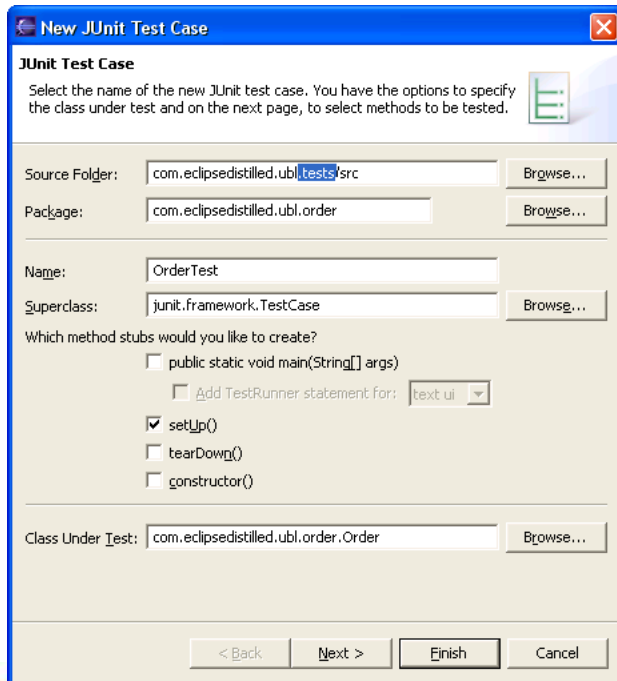 New JUnit Test Case
JUnit Test Case
Select the name of the new JUnit test case. You have the options to specify
the class under test and on the next page, to select methods to be tested.
Source Folder: com.eclipsedistilled.ubl.tests/src Browse...
Package: com.eclipsedistilled.ubl.order Browse...
Name: OrderTest
Superclass: junit.framework.TestCase Browse...
Which method stubs would you like to create?
public static void main(String[] args)
Add TestRunner statement for: text ui
setUp()
tearDown()
constructor()
Class Under Test: com.eclipsedistilled.ubl.order.Order Browse...
< Back Next > Finish Cancel